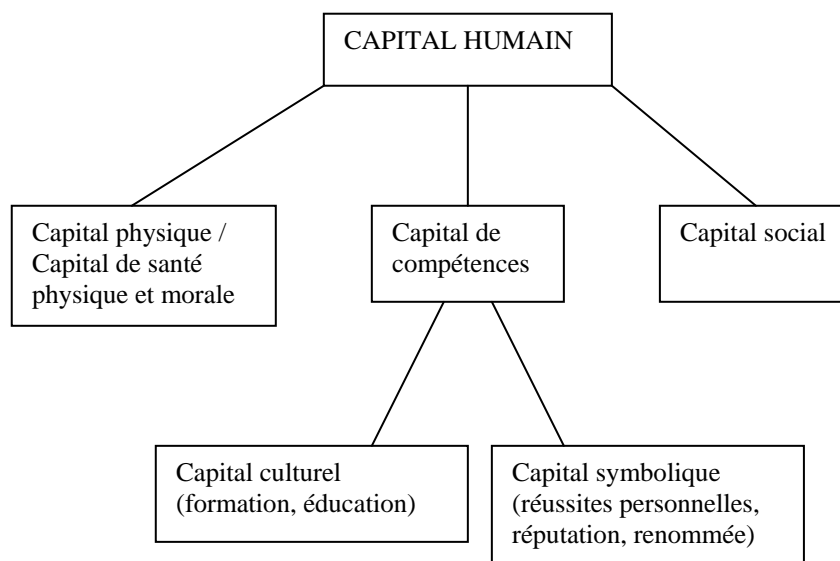 CAPITAL HUMAIN
Capital physique /
Capital de santé
physique et morale
Capital de
compétences
Capital social
Capital culturel
(formation, éducation)
Capital symbolique
(réussites personnelles,
réputation, renommée)